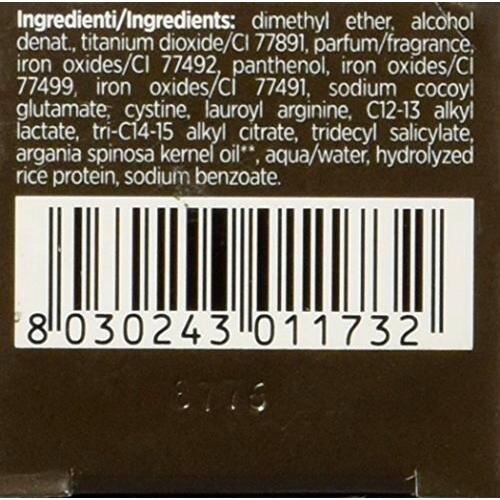 Ingredienti/Ingredients: dimethyl ether, alcohol
denat., titanium dioxide/CI 77891, parfum/fragrance,
iron oxides/CI 77492, panthenol, iron oxides/CI
77499, iron oxides/CI 77491, sodium cocoyl
glutamate, cystine, lauroyl arginine, C12-13 alkyl
lactate, tri-C14-15 alkyl citrate, tridecyl salicylate,
argania spinosa kernel oil**, aqua/water, hydrolyzed
rice protein, sodium benzoate.
8 030243 011732